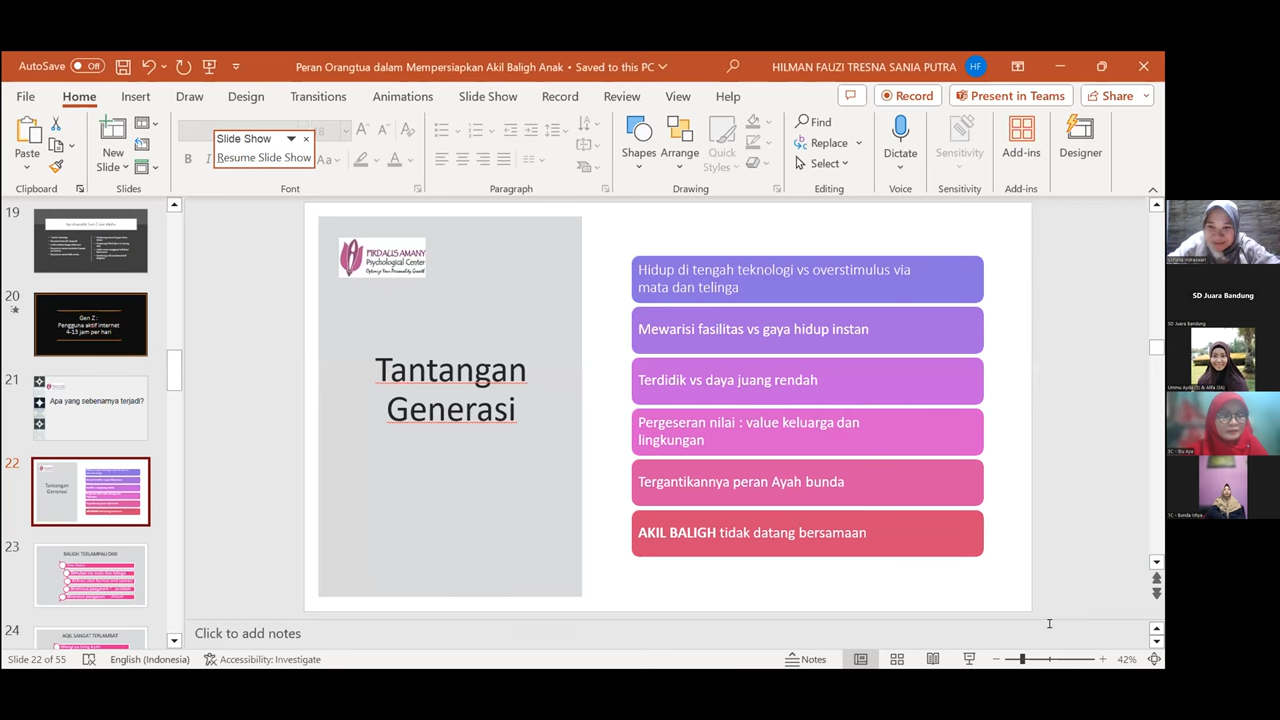 AutoSave Off
Peran Orangtua dalam Mempersiapkan Akil Baligh Anak • Saved to this PC
HILMAN FAUZI TRESNA SANIA PUTRA HF
File Home Insert Draw Design Transitions Animations Slide Show Record Review View Help
Record Present in Teams Share
Paste
New
Slide
Slide Show
Resume Slide Show
Shapes Arrange Quick
Styles
Find
Replace
Select
Dictate
Sensitivity
Add-ins
Designer
Clipboard Slides Font Paragraph Drawing Editing Voice Sensitivity Add-ins
19
20
Gen Z :
Pengguna aktif internet
4-13 jam per hari
21
Apa yang sebenarnya terjadi?
22
Tantangan
Generasi
23
BALIGH TERLAMPAU DINI
24
AQIL SANGAT TERLAMBAT
FIRDAUS AMANY
Psychological Center
Optimize Your Personality Growth
Tantangan
Generasi
Hidup di tengah teknologi vs overstimulus via
mata dan telinga
Mewarisi fasilitas vs gaya hidup instan
Terdidik vs daya juang rendah
Pergeseran nilai : value keluarga dan
lingkungan
Tergantikannya peran Ayah bunda
AKIL BALIGH tidak datang bersamaan
Click to add notes
Slide 22 of 55 English (Indonesia) Accessibility: Investigate
Notes
42%
SD Juara Bandung
SD Juara Bandung